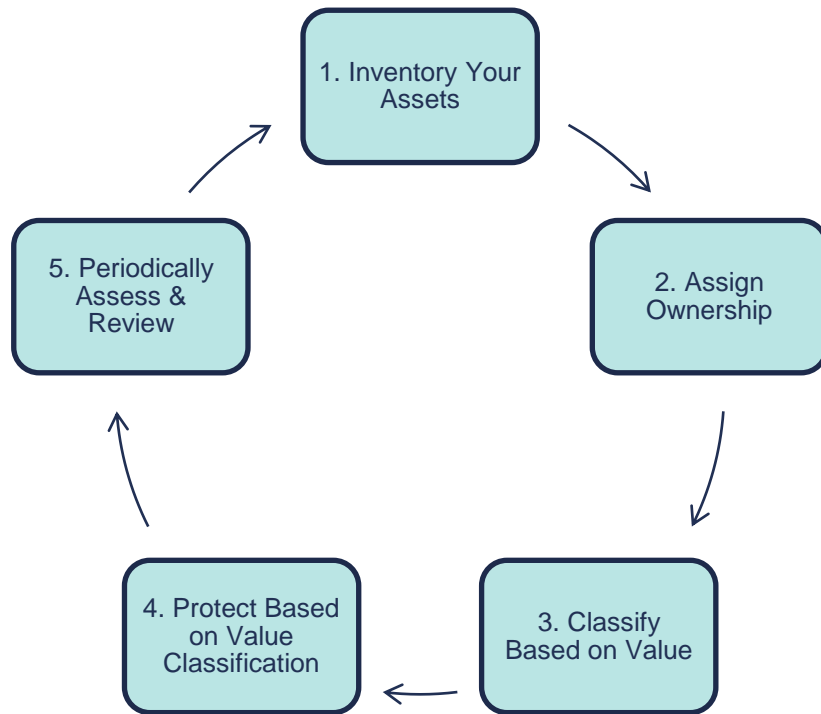 1. Inventory Your
Assets
2. Assign
Ownership
3. Classify
Based on Value
4. Protect Based
on Value
Classification
5. Periodically
Assess &
Review